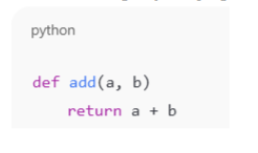 python
def add(a, b)
    return a + b